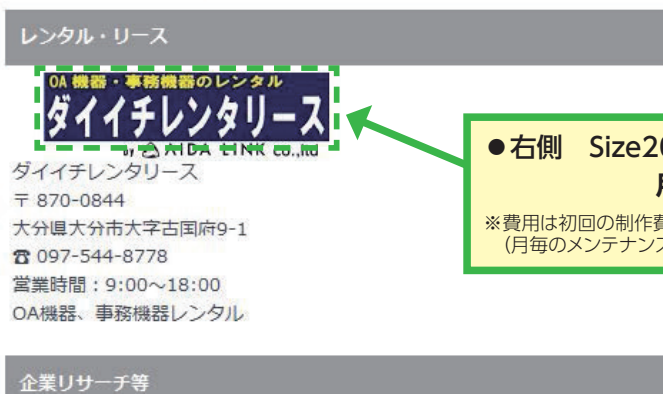 レンタル・リース
OA機器・事務機器のレンタル
ダイイチレンタリース
by AIDA LINK co.,ltd
ダイイチレンタリース
〒870-0844
大分県大分市大字古国府9-1
☎ 097-544-8778
営業時間：9:00～18:00
OA機器、事務機器レンタル
●右側 Size2
※費用は初回の制作費
（月毎のメンテナンス
企業リサーチ等